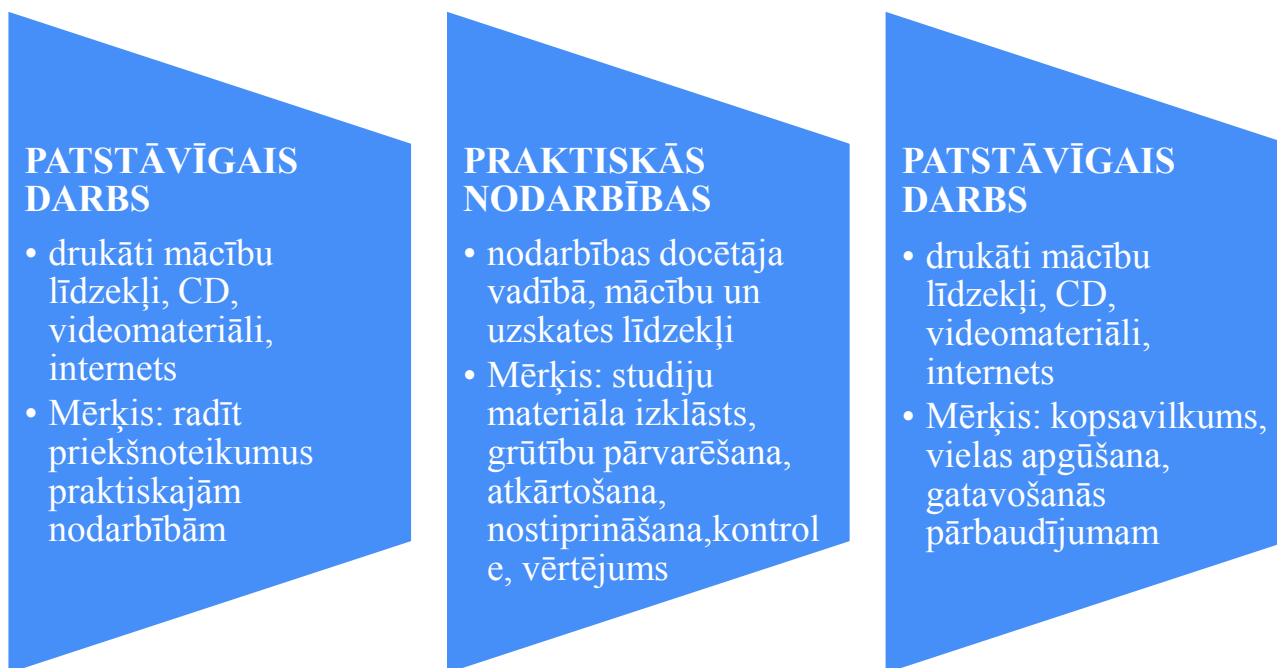 PATSTĀVĪGAIS
DARBS
• drukāti mācību
līdzekļi, CD,
videomateriāli,
internets
• Mērķis: radīt
priekšnoteikumus
praktiskajām
nodarbībām
PRAKTISKĀS
NODARBĪBAS
• nodarbības docētāja
vadībā, mācību un
uzskates līdzekļi
• Mērķis: studiju
materiāla izklāsts,
grūtību pārvarēšana,
atkārtošana,
nostiprināšana,kontrol
e, vērtējums
PATSTĀVĪGAIS
DARBS
• drukāti mācību
līdzekļi, CD,
videomateriāli,
internets
• Mērķis: kopsavilkums,
vielas apgūšana,
gatavošanās
pārbaudījumam